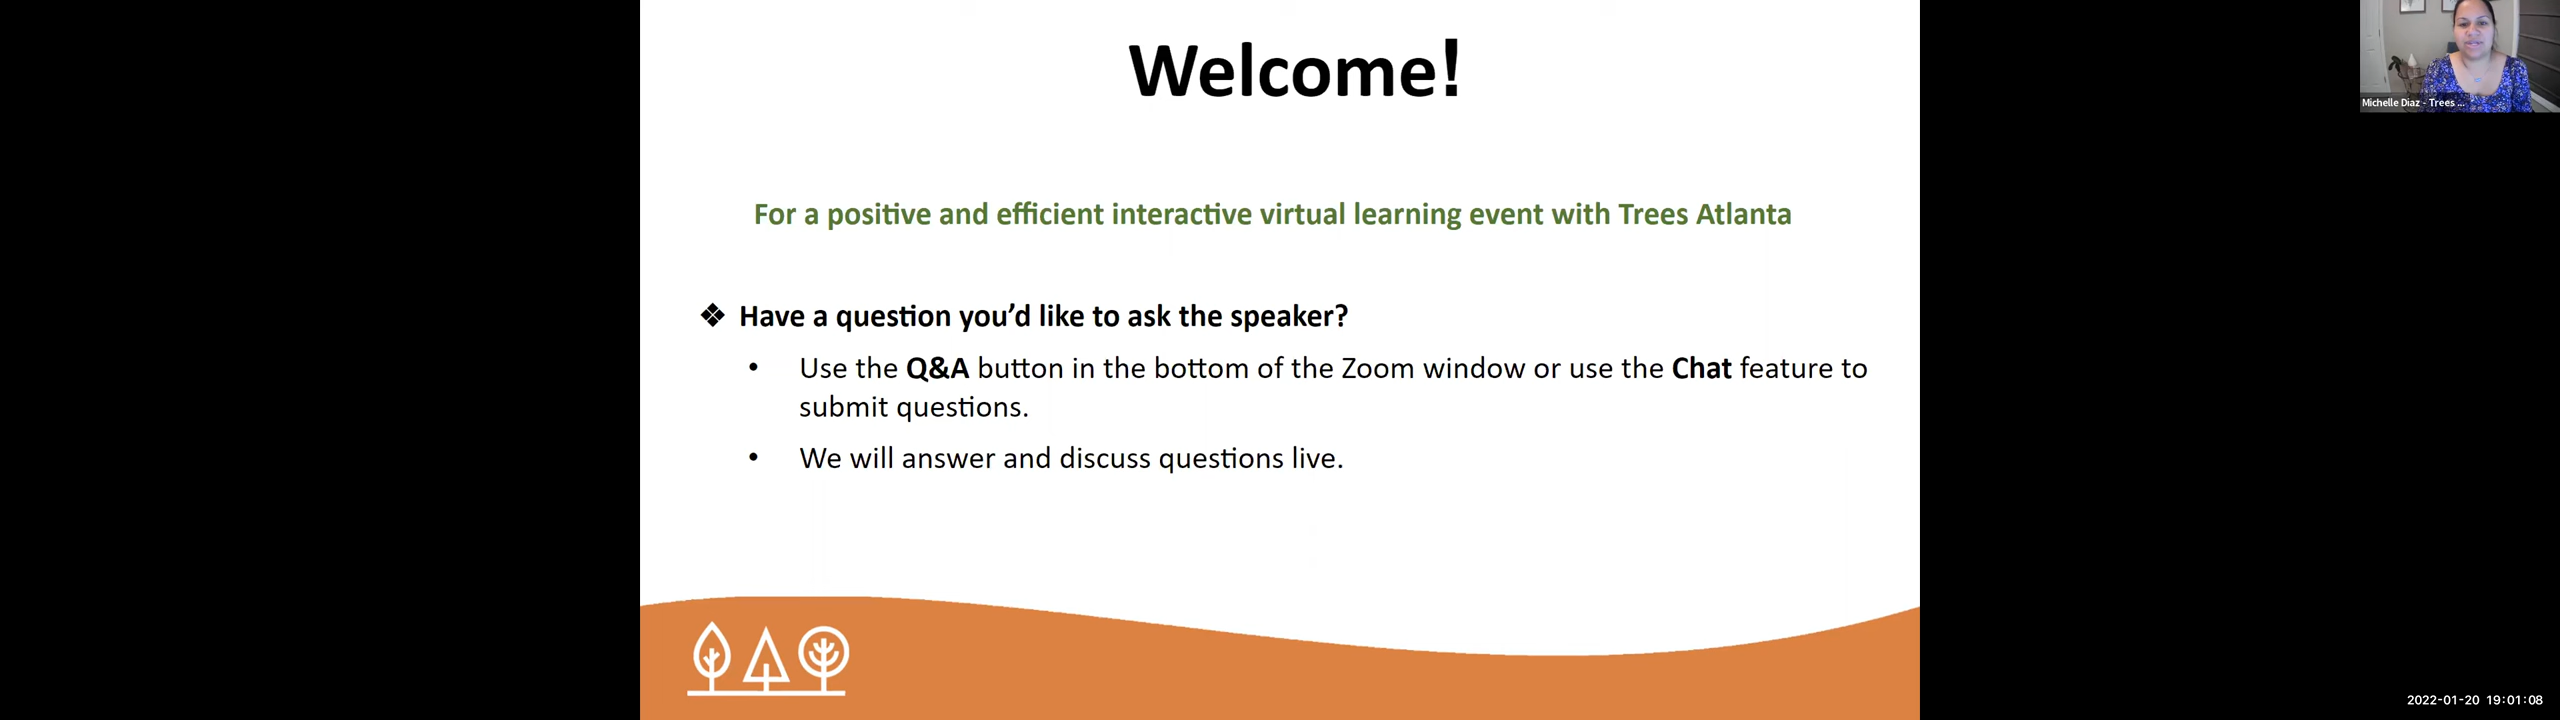 Welcome!
For a positive and efficient interactive virtual learning event with Trees Atlanta
❖ Have a question you’d like to ask the speaker?
• Use the Q&A button in the bottom of the Zoom window or use the Chat feature to
submit questions.
• We will answer and discuss questions live.
Michelle Diaz - Trees ...
2022-01-20 19:01:08